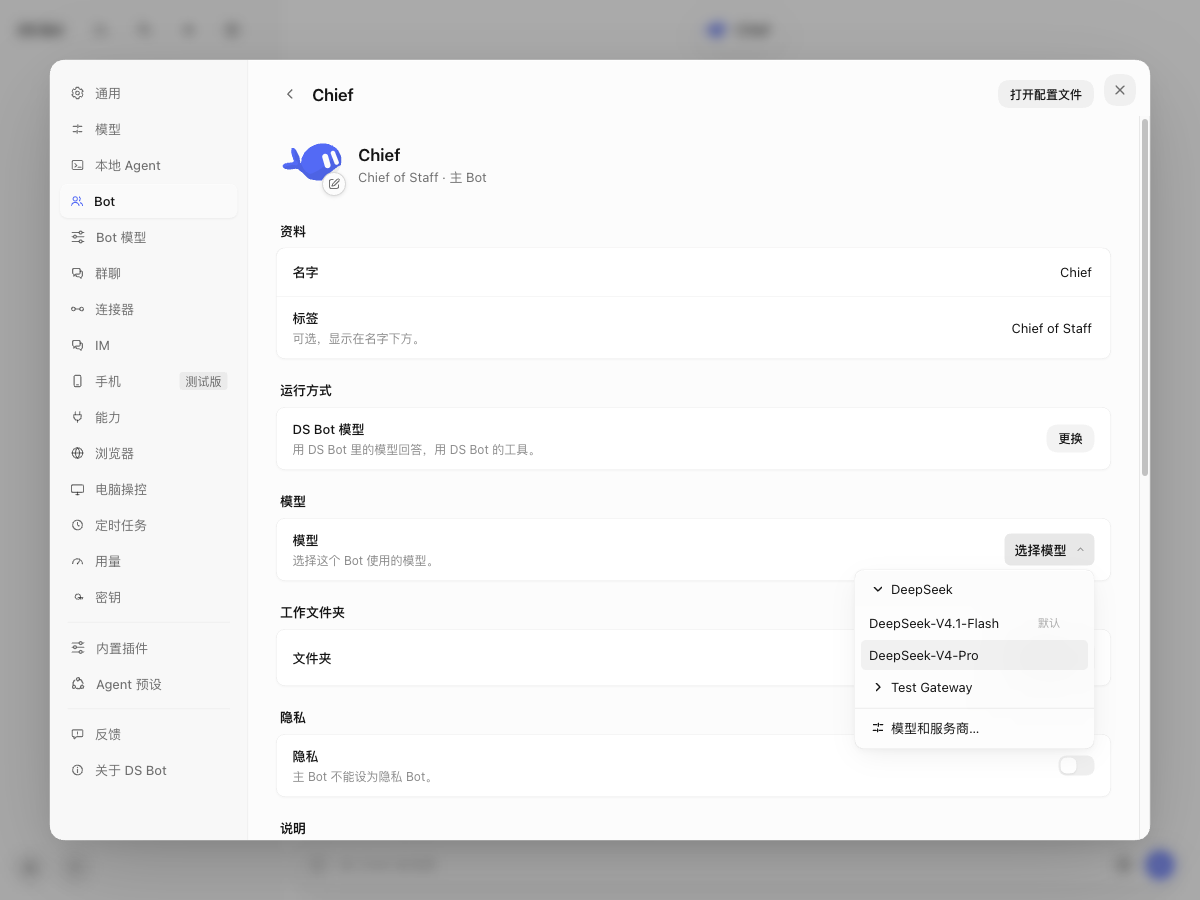 通用
模型
本地 Agent
Bot
Bot 模型
群聊
连接器
IM
手机
测试版
能力
浏览器
电脑操控
定时任务
用量
密钥
内置插件
Agent 预设
反馈
关于 DS Bot
Chief
打开配置文件
Chief
Chief of Staff · 主 Bot
资料
名字
Chief
标签
可选，显示在名字下方。
Chief of Staff
运行方式
DS Bot 模型
用 DS Bot 里的模型回答，用 DS Bot 的工具。
更换
模型
模型
选择这个 Bot 使用的模型。
选择模型
DeepSeek
DeepSeek-V4.1-Flash
默认
DeepSeek-V4-Pro
Test Gateway
模型和服务商...
工作文件夹
文件夹
隐私
隐私
主 Bot 不能设为隐私 Bot。
说明